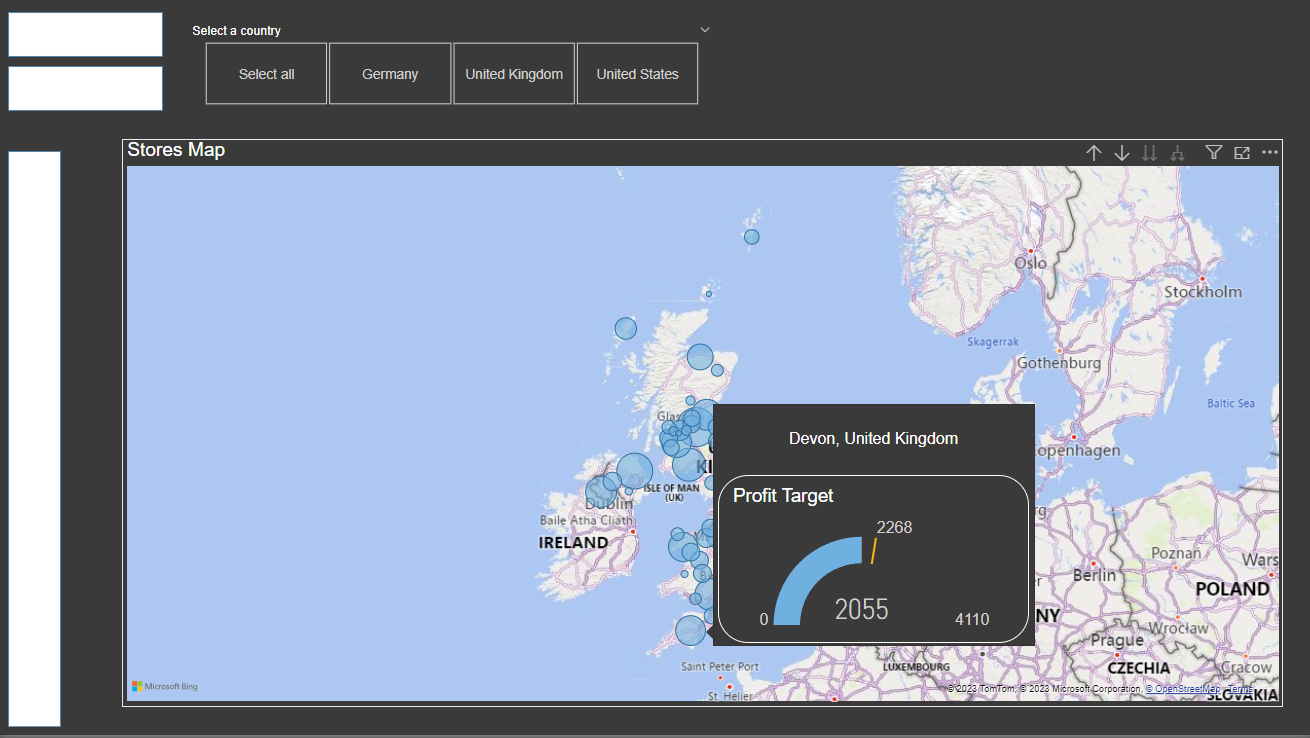 Select a country
Select all
Germany
United Kingdom
United States
Stores Map
Oslo
Stockholm
Skagerrak
Gothenburg
Baltic Sea
Devon, United Kingdom
openhagen
Profit Target
ISLE OF MAN
(UK)
Dublin
Baile Atha Cliath
IRELAND
2268
Poznań
Wars
Berlin
POLAND
2055
0
4110
NY
Wrocław
Prague
Saint Peter Port
LUXEMBOURG
CZECHIA
Cracow
Microsoft Bing
St. Helier
© 2023 TomTom, © 2023 Microsoft Corporation, © OpenStreetMap Terms
SLOVAKIA